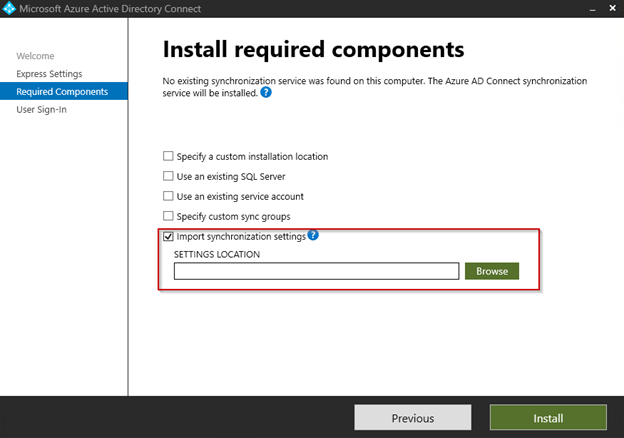 Microsoft Azure Active Directory Connect
Welcome
Express Settings
Required Components
User Sign-In
Install required components
No existing synchronization service was found on this computer. The Azure AD Connect synchronization
service will be installed. ?
Specify a custom installation location
Use an existing SQL Server
Use an existing service account
Specify custom sync groups
Import synchronization settings ?
SETTINGS LOCATION
Browse
Previous
Install